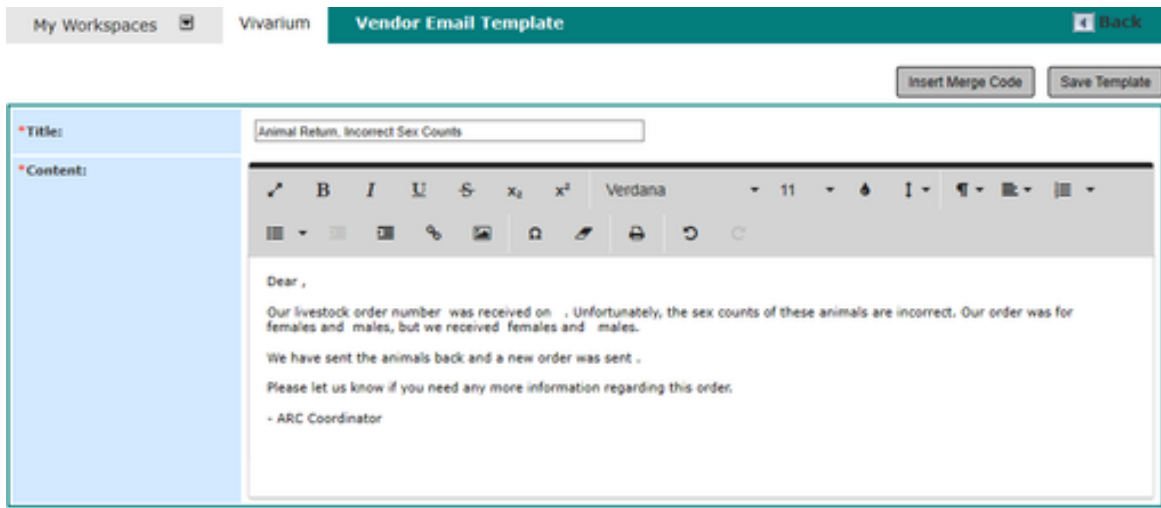 My Workspaces Vivarium Vendor Email Template Back
Insert Merge Code Save Template
*Title: Animal Return, Incorrect Sex Counts
*Content:
B I U S x₂ x² Verdana 11
Ω
Dear ,
Our livestock order number was received on . Unfortunately, the sex counts of these animals are incorrect. Our order was for
females and males, but we received females and males.
We have sent the animals back and a new order was sent .
Please let us know if you need any more information regarding this order.
- ARC Coordinator